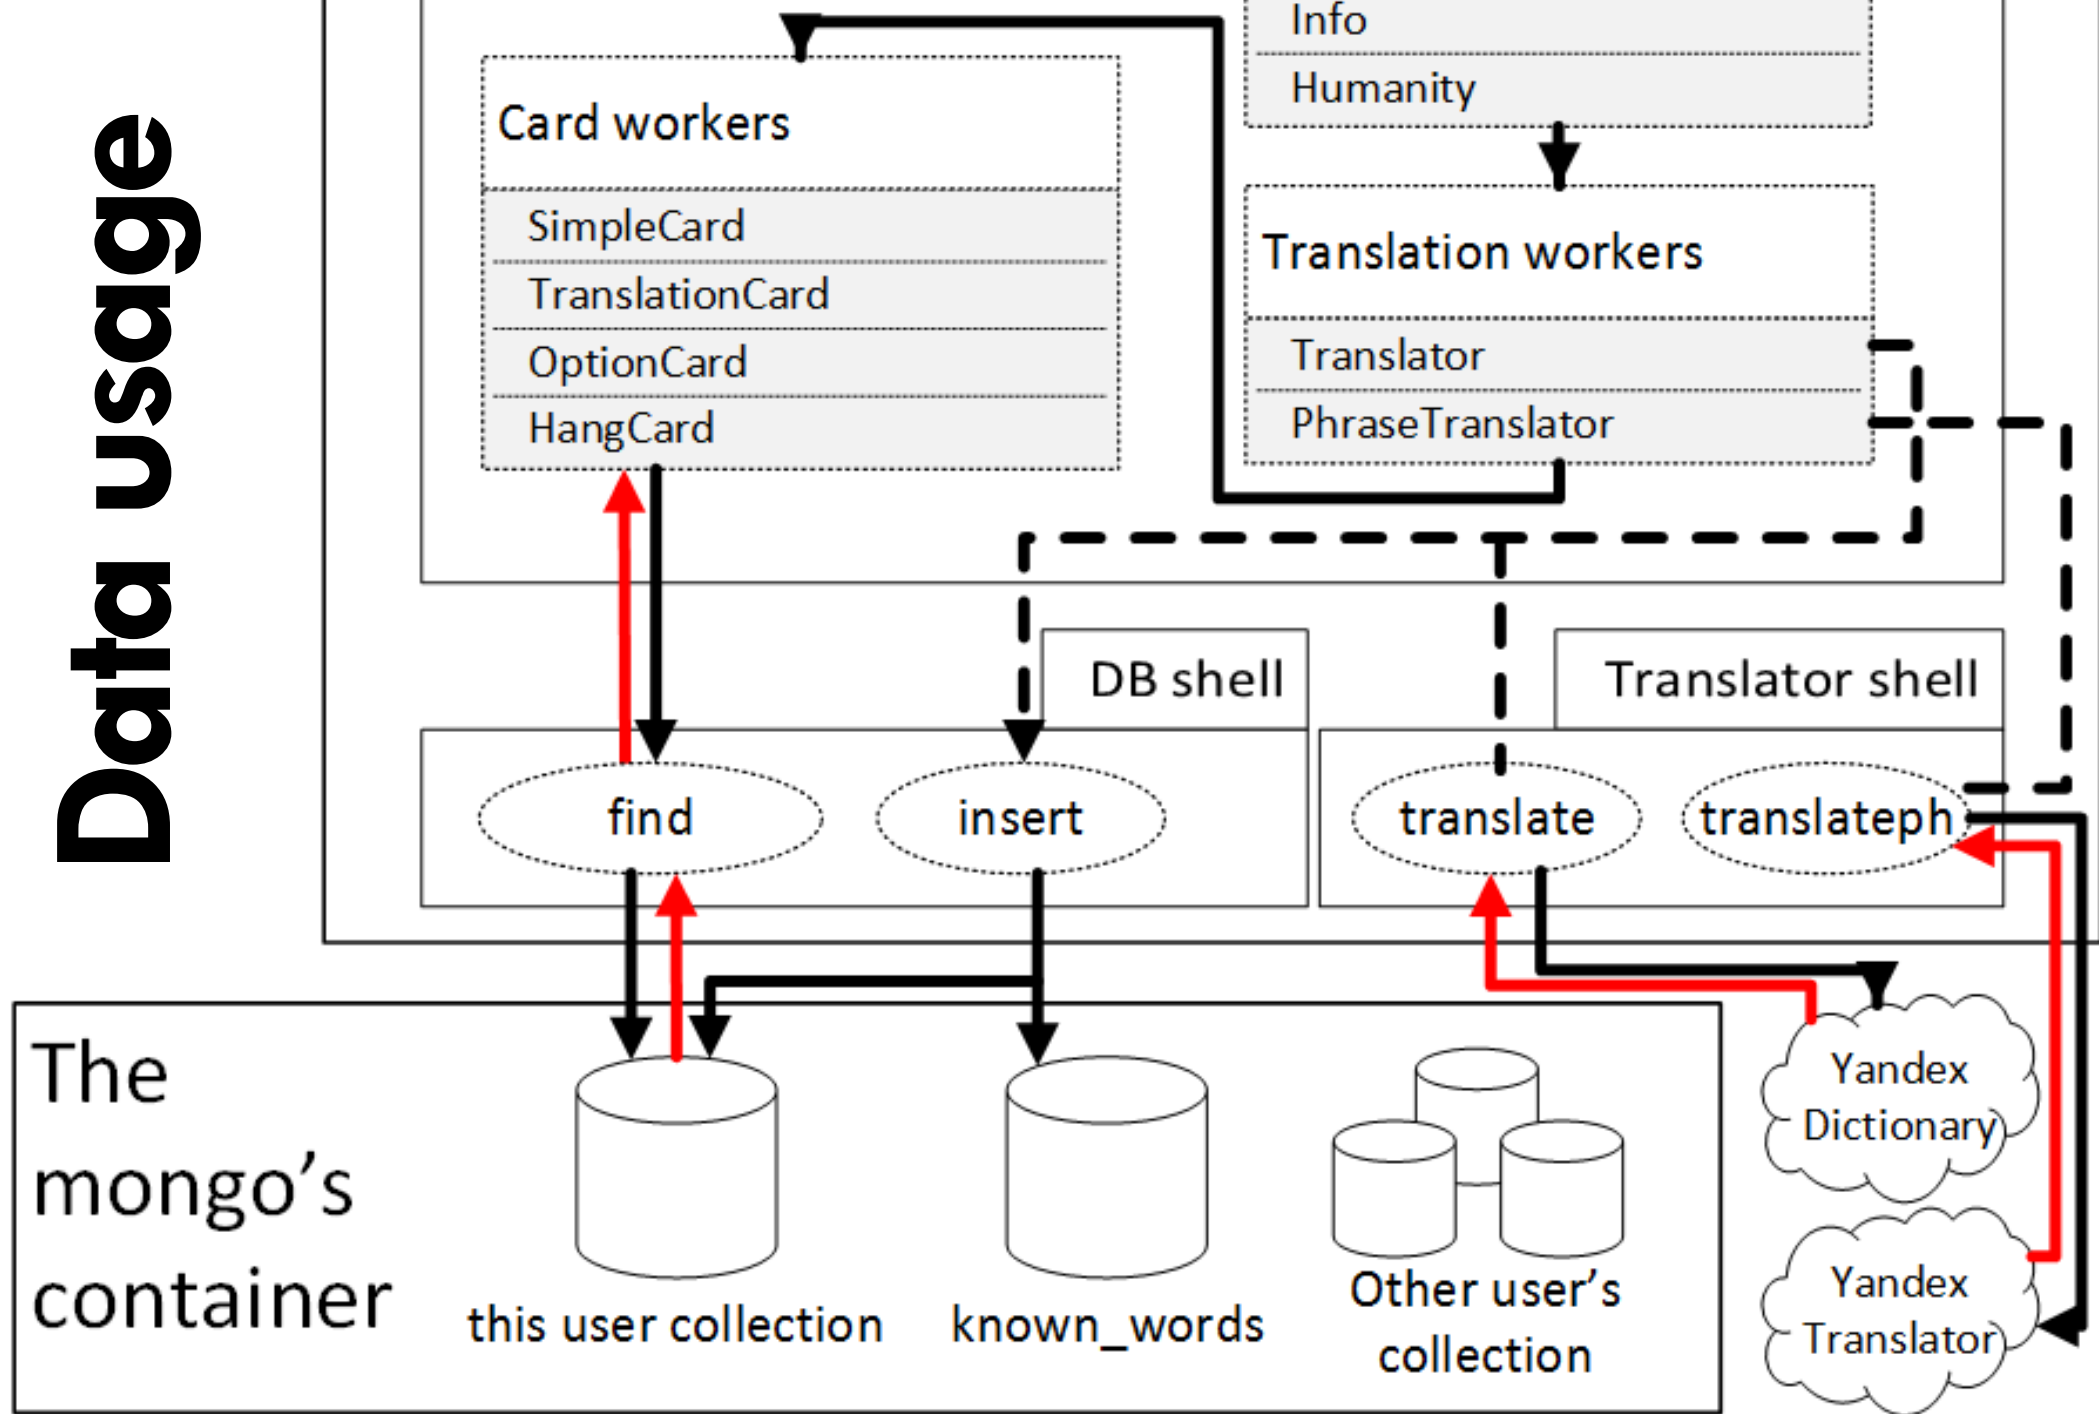 Data usage
Info
Humanity
Card workers
SimpleCard
TranslationCard
OptionCard
HangCard
Translation workers
Translator
PhraseTranslator
DB shell
Translator shell
find
insert
translate
translateph
The
mongo’s
container
this user collection
known_words
Other user’s
collection
Yandex
Dictionary
Yandex
Translator